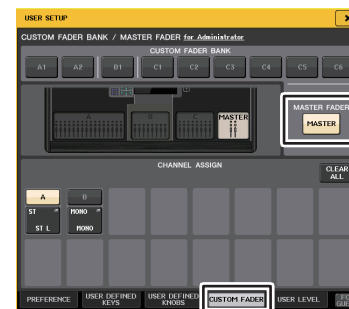 USER SETUP
CUSTOM FADER BANK / MASTER FADER for Administrator
CUSTOM FADER BANK
A1 A2 B1 C1 C2 C3 C4 C5 C6
A B C MASTER
MASTER FADER
MASTER
CHANNEL ASSIGN
CLEAR ALL
A B
ST MONO
ST L MONO
PREFERENCE USER DEFINED KEYS USER DEFINED KNOBS CUSTOM FADER USER LEVEL